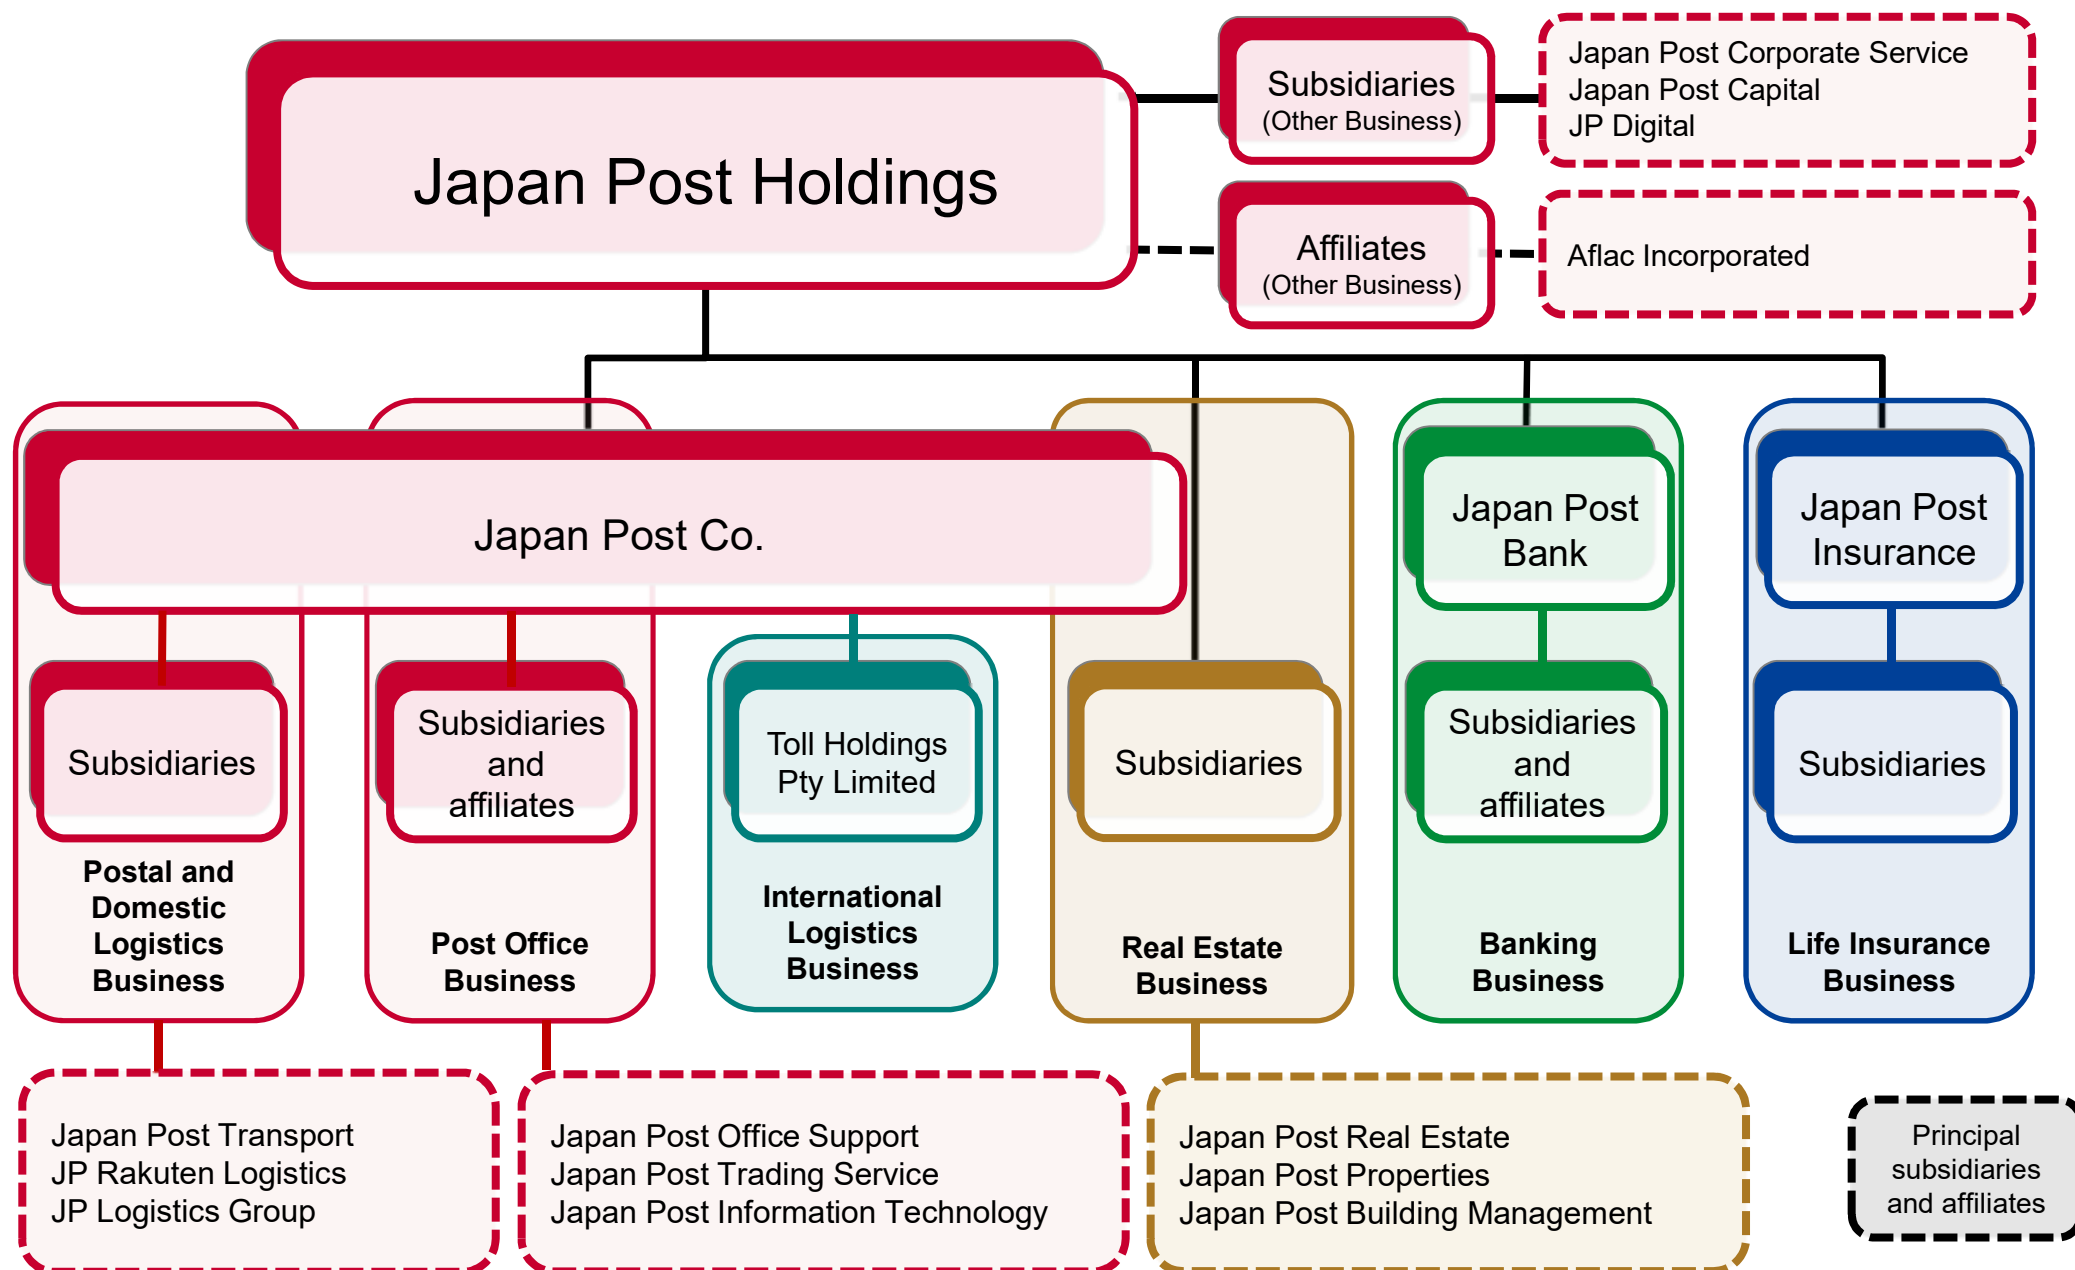 Japan Post Holdings
Subsidiaries
(Other Business)
Japan Post Corporate Service
Japan Post Capital
JP Digital
Affiliates
(Other Business)
Aflac Incorporated
Japan Post Co.
Japan Post
Bank
Japan Post
Insurance
Subsidiaries
Postal and
Domestic
Logistics
Business
Subsidiaries
and
affiliates
Post Office
Business
Toll Holdings
Pty Limited
International
Logistics
Business
Subsidiaries
Real Estate
Business
Subsidiaries
and
affiliates
Banking
Business
Subsidiaries
Life Insurance
Business
Japan Post Transport
JP Rakuten Logistics
JP Logistics Group
Japan Post Office Support
Japan Post Trading Service
Japan Post Information Technology
Japan Post Real Estate
Japan Post Properties
Japan Post Building Management
Principal
subsidiaries
and affiliates